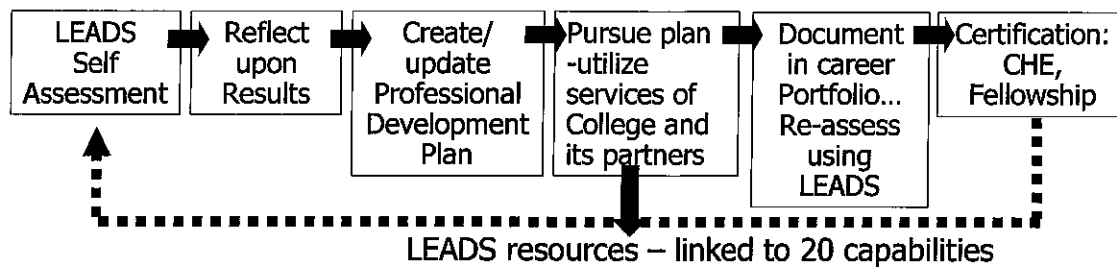 LEADS
Self
Assessment
Reflect
upon
Results
Create/
update
Professional
Development
Plan
Pursue plan
-utilize
services of
College and
its partners
Document
in career
Portfolio...
Re-assess
using
LEADS
Certification:
CHE,
Fellowship
LEADS resources – linked to 20 capabilities